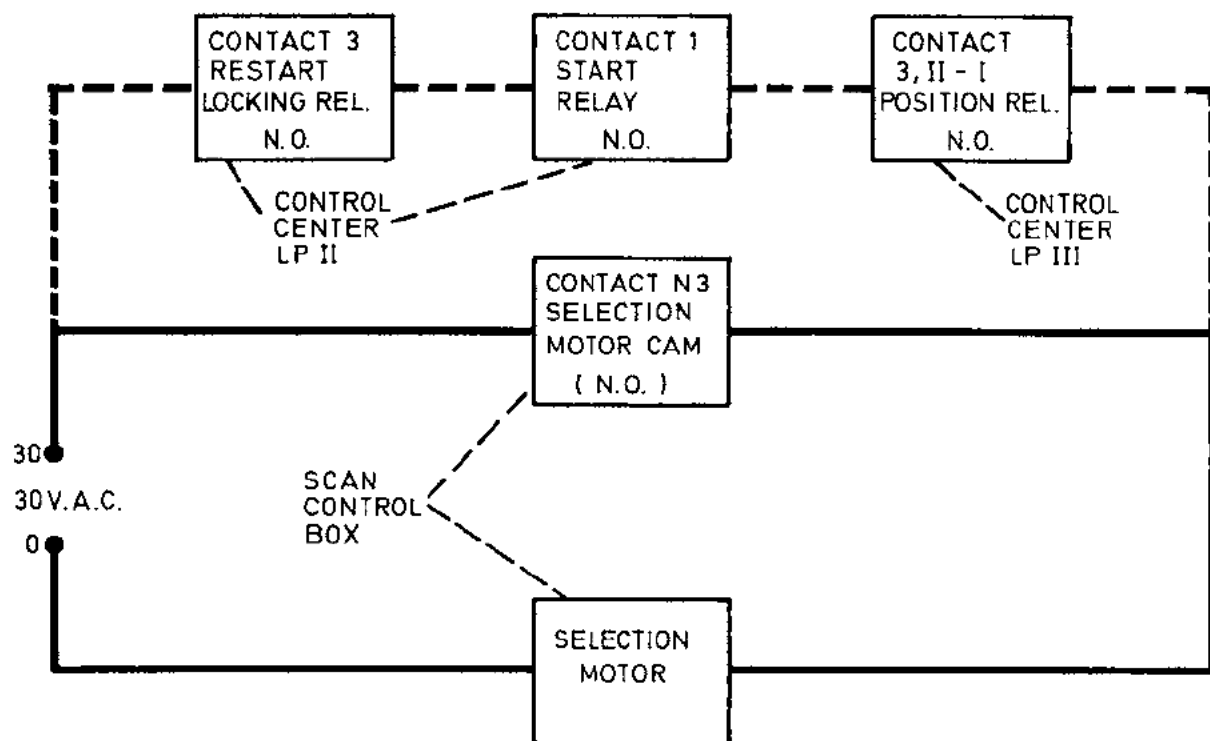 CONTACT 3
RESTART
LOCKING REL.
N.O.
CONTACT 1
START
RELAY
N.O.
CONTACT
3, II - I
POSITION REL.
N.O.
CONTROL
CENTER
LP II
CONTROL
CENTER
LP III
CONTACT N3
SELECTION
MOTOR CAM
( N.O. )
30
30 V.A.C.
0
SCAN
CONTROL
BOX
SELECTION
MOTOR